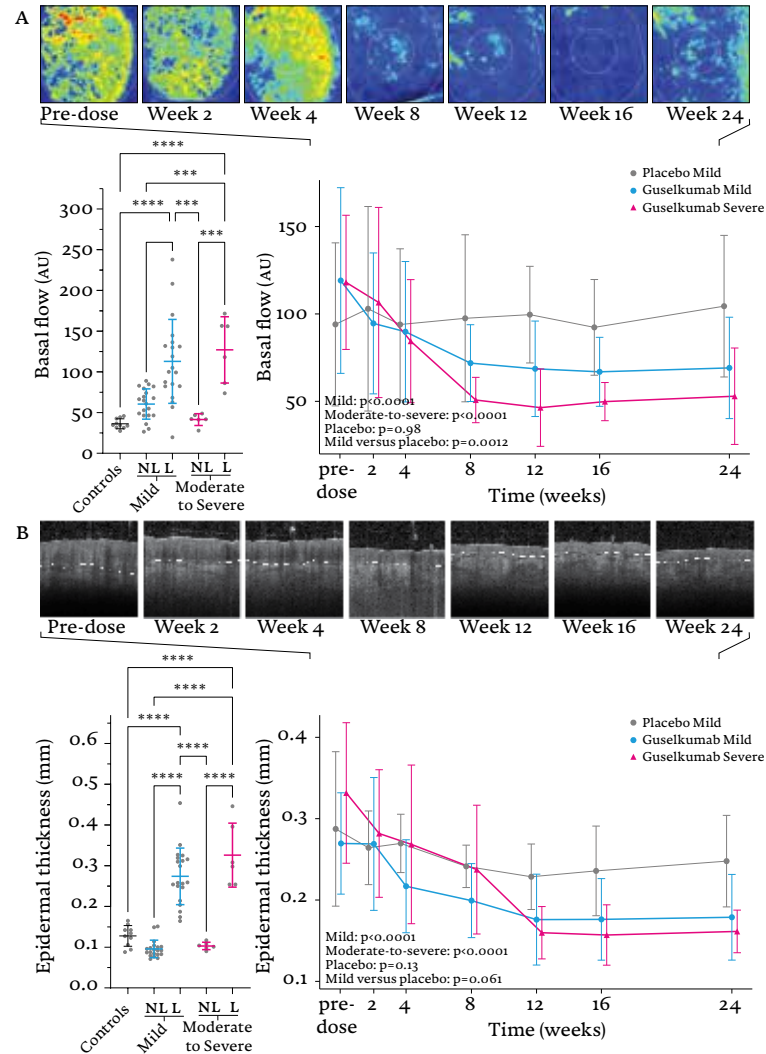 A
Pre-dose Week 2 Week 4 Week 8 Week 12 Week 16 Week 24
**** 
***
**** *** 
***
Basal flow (AU)
300
250
200
150
100
50
0
Controls
NL L NL L
Mild
Moderate
to Severe
Placebo Mild
Guselkumab Mild
Guselkumab Severe
Basal flow (AU)
150
100
50
Mild: p<0.0001
Moderate-to-severe: p<0.0001
Placebo: p=0.98
Mild versus placebo: p=0.0012
pre-
dose
2 4 8 12 16 24
Time (weeks)
B
Pre-dose Week 2 Week 4 Week 8 Week 12 Week 16 Week 24
****
****
**** 
****
**** ****
Epidermal thickness (mm)
0.6
0.5
0.4
0.3
0.2
0.1
0.0
Controls
NL L NL L
Mild
Moderate
to Severe
Placebo Mild
Guselkumab Mild
Guselkumab Severe
Epidermal thickness (mm)
0.4
0.3
0.2
0.1
Mild: p<0.0001
Moderate-to-severe: p<0.0001
Placebo: p=0.13
Mild versus placebo: p=0.061
pre-
dose
2 4 8 12 16 24
Time (weeks)